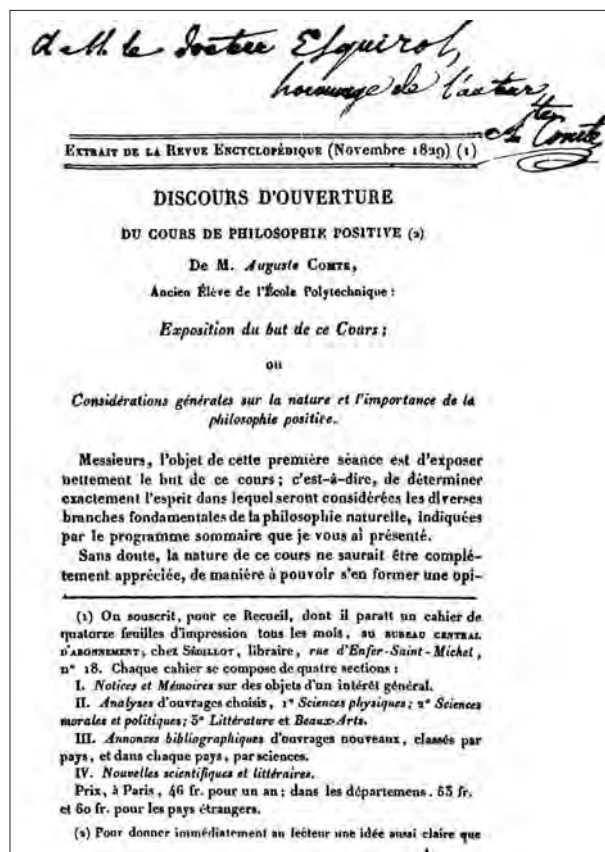 à M. le docteur Esquirol,
hommage de l'auteur
Ate Comte
EXTRAIT DE LA REVUE ENCYCLOPÉDIQUE (Novembre 1829) (1)
DISCOURS D'OUVERTURE
DU COURS DE PHILOSOPHIE POSITIVE (2)
De M. Auguste COMTE,
Ancien Élève de l'École Polytechnique :
Exposition du but de ce Cours ;
ou
Considérations générales sur la nature et l'importance de la
philosophie positive.
Messieurs, l'objet de cette première séance est d'exposer
nettement le but de ce cours ; c'est-à-dire, de déterminer
exactement l'esprit dans lequel seront considérées les diverses
branches fondamentales de la philosophie naturelle, indiquées
par le programme sommaire que je vous ai présenté.
Sans doute, la nature de ce cours ne saurait être complé-
tement appréciée, de manière à pouvoir s'en former une opi-
(1) On souscrit, pour ce Recueil, dont il paraît un cahier de
quatorze feuilles d'impression tous les mois, AU BUREAU CENTRAL
D'ABONNEMENT, chez SÉDILLOT, libraire, rue d'Enfer-Saint-Michel,
n° 18. Chaque cahier se compose de quatre sections :
I. Notices et Mémoires sur des objets d'un intérêt général.
II. Analyses d'ouvrages choisis, 1° Sciences physiques ; 2° Sciences
morales et politiques ; 3° Littérature et Beaux-Arts.
III. Annonces bibliographiques d'ouvrages nouveaux, classés par
pays, et dans chaque pays, par sciences.
IV. Nouvelles scientifiques et littéraires.
Prix, à Paris, 46 fr. pour un an ; dans les départemens. 53 fr.
et 60 fr. pour les pays étrangers.
(2) Pour donner immédiatement au lecteur une idée aussi claire que